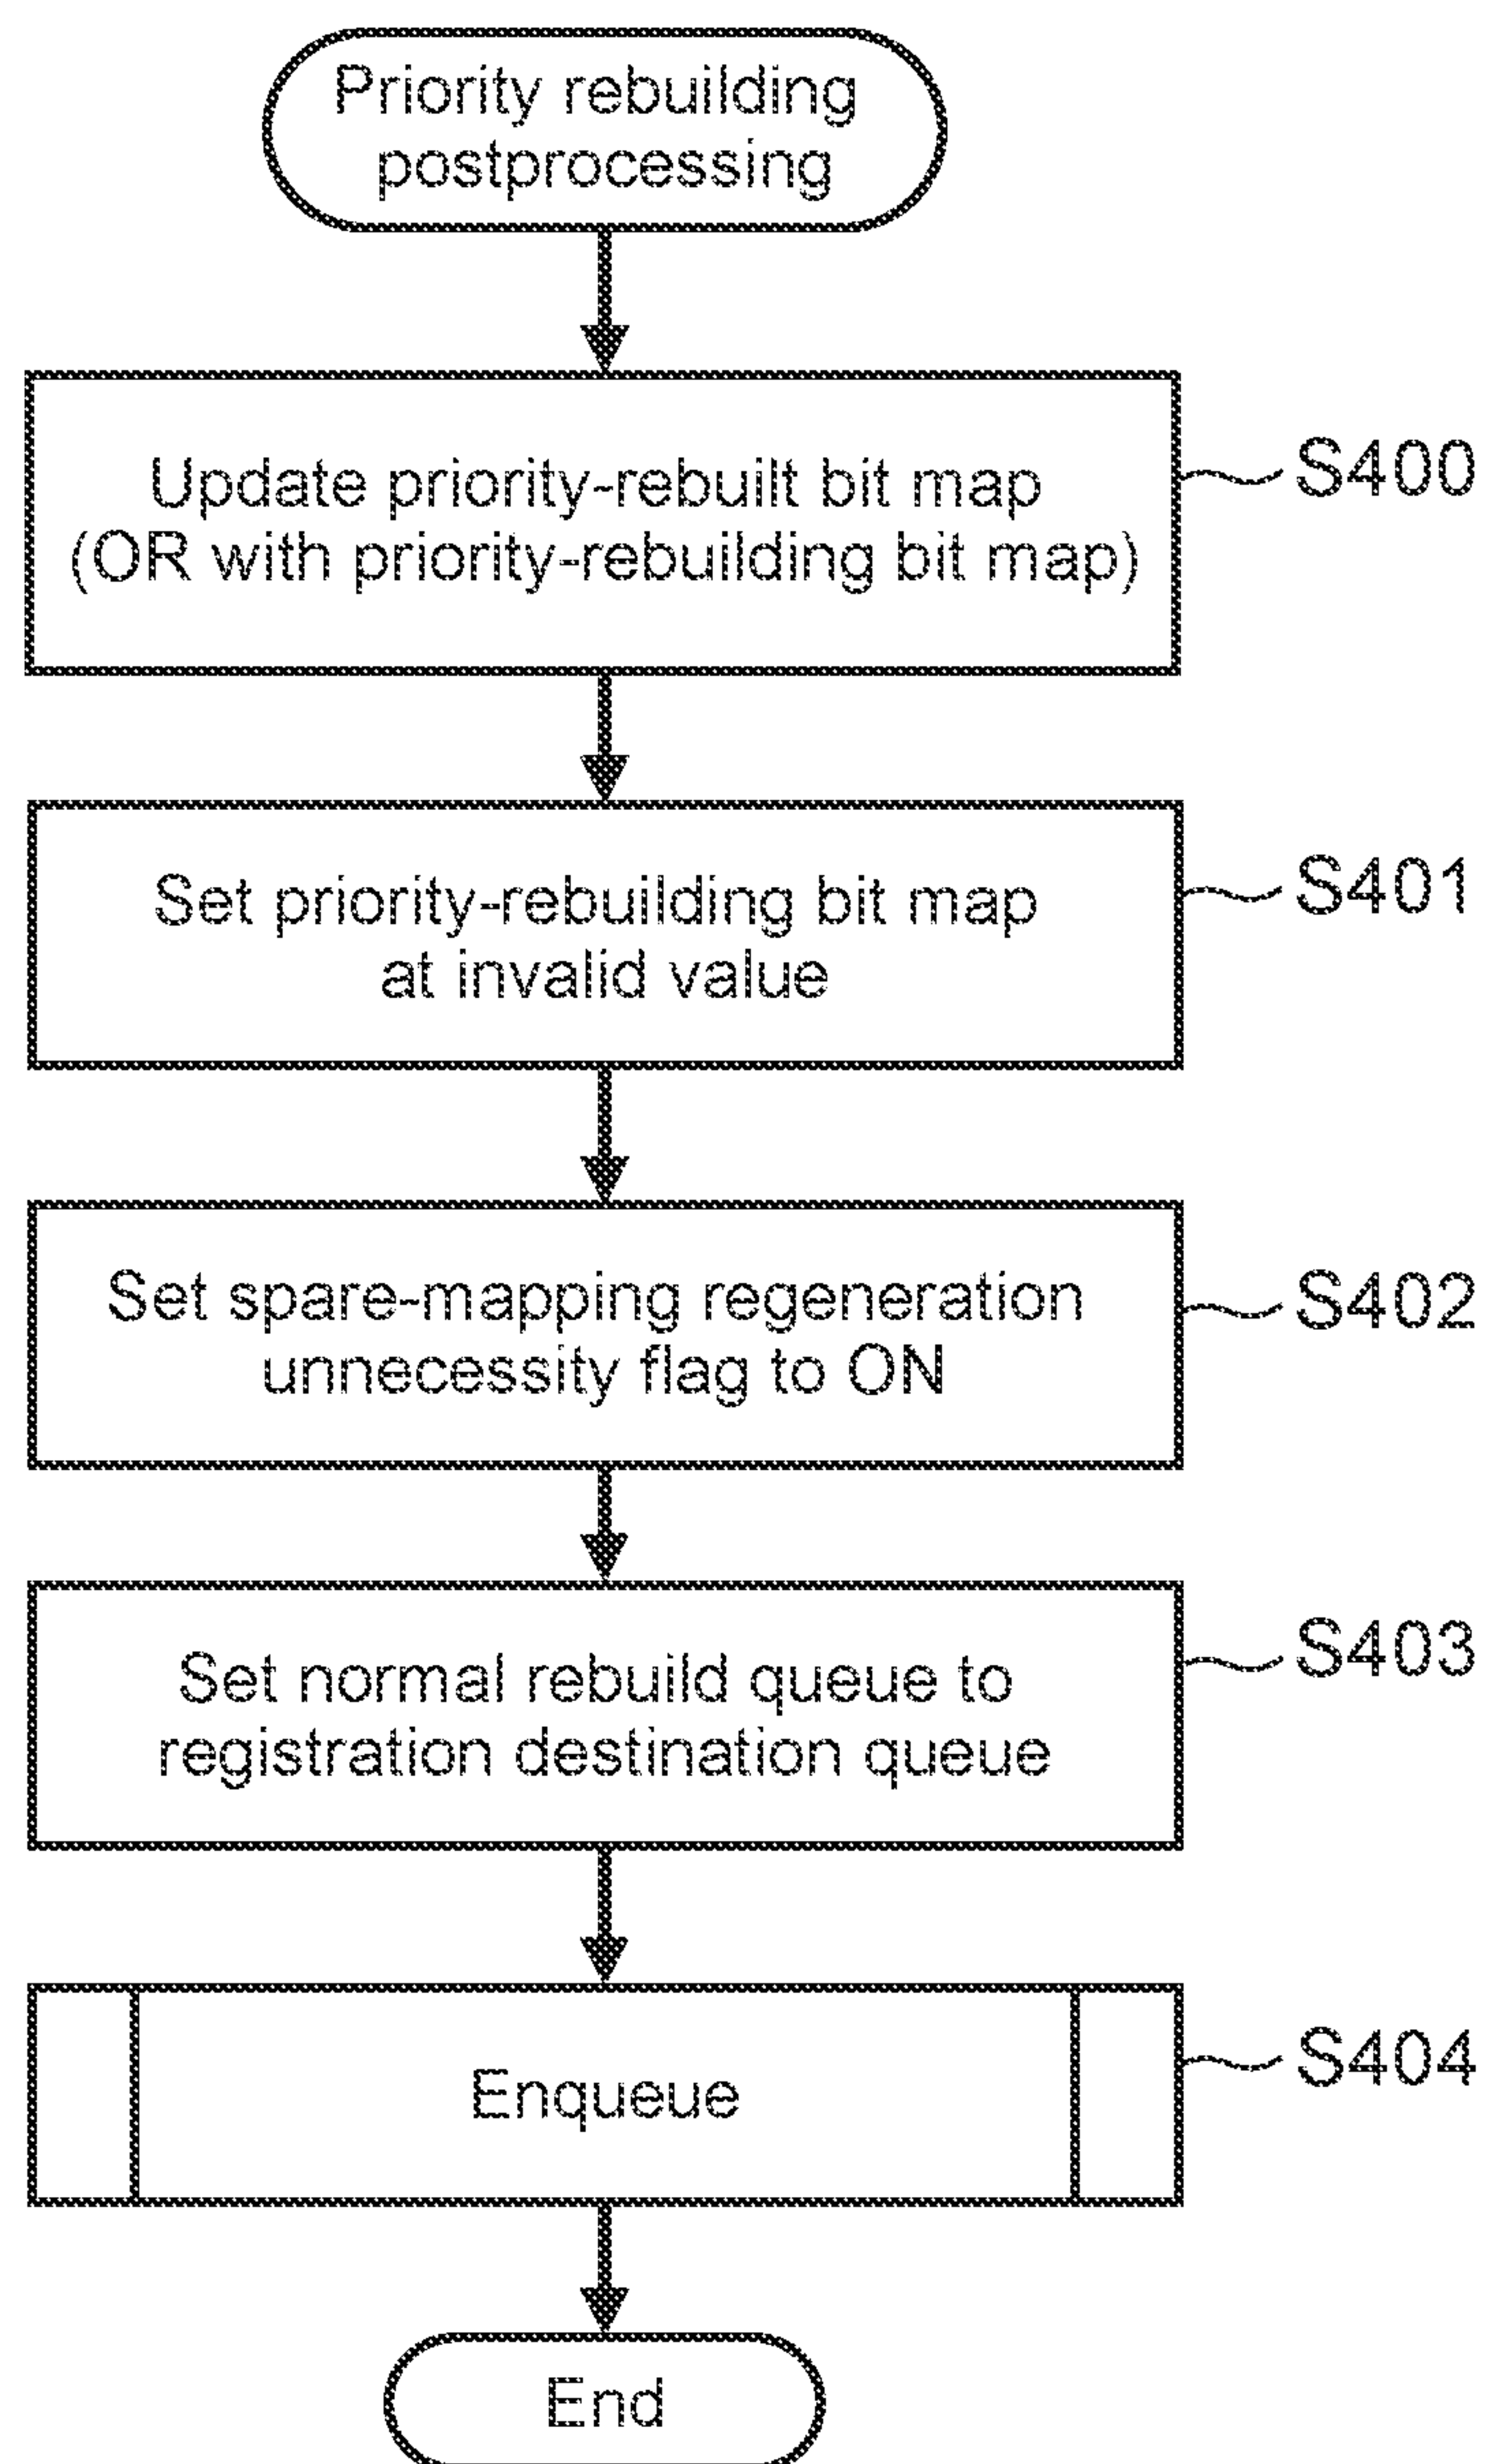 Priority rebuilding
postprocessing
Update priority-rebuilt bit map
(OR with priority-rebuilding bit map)
S400
Set priority-rebuilding bit map
at invalid value
S401
Set spare-mapping regeneration
unnecessity flag to ON
S402
Set normal rebuild queue to
registration destination queue
S403
Enqueue
S404
End